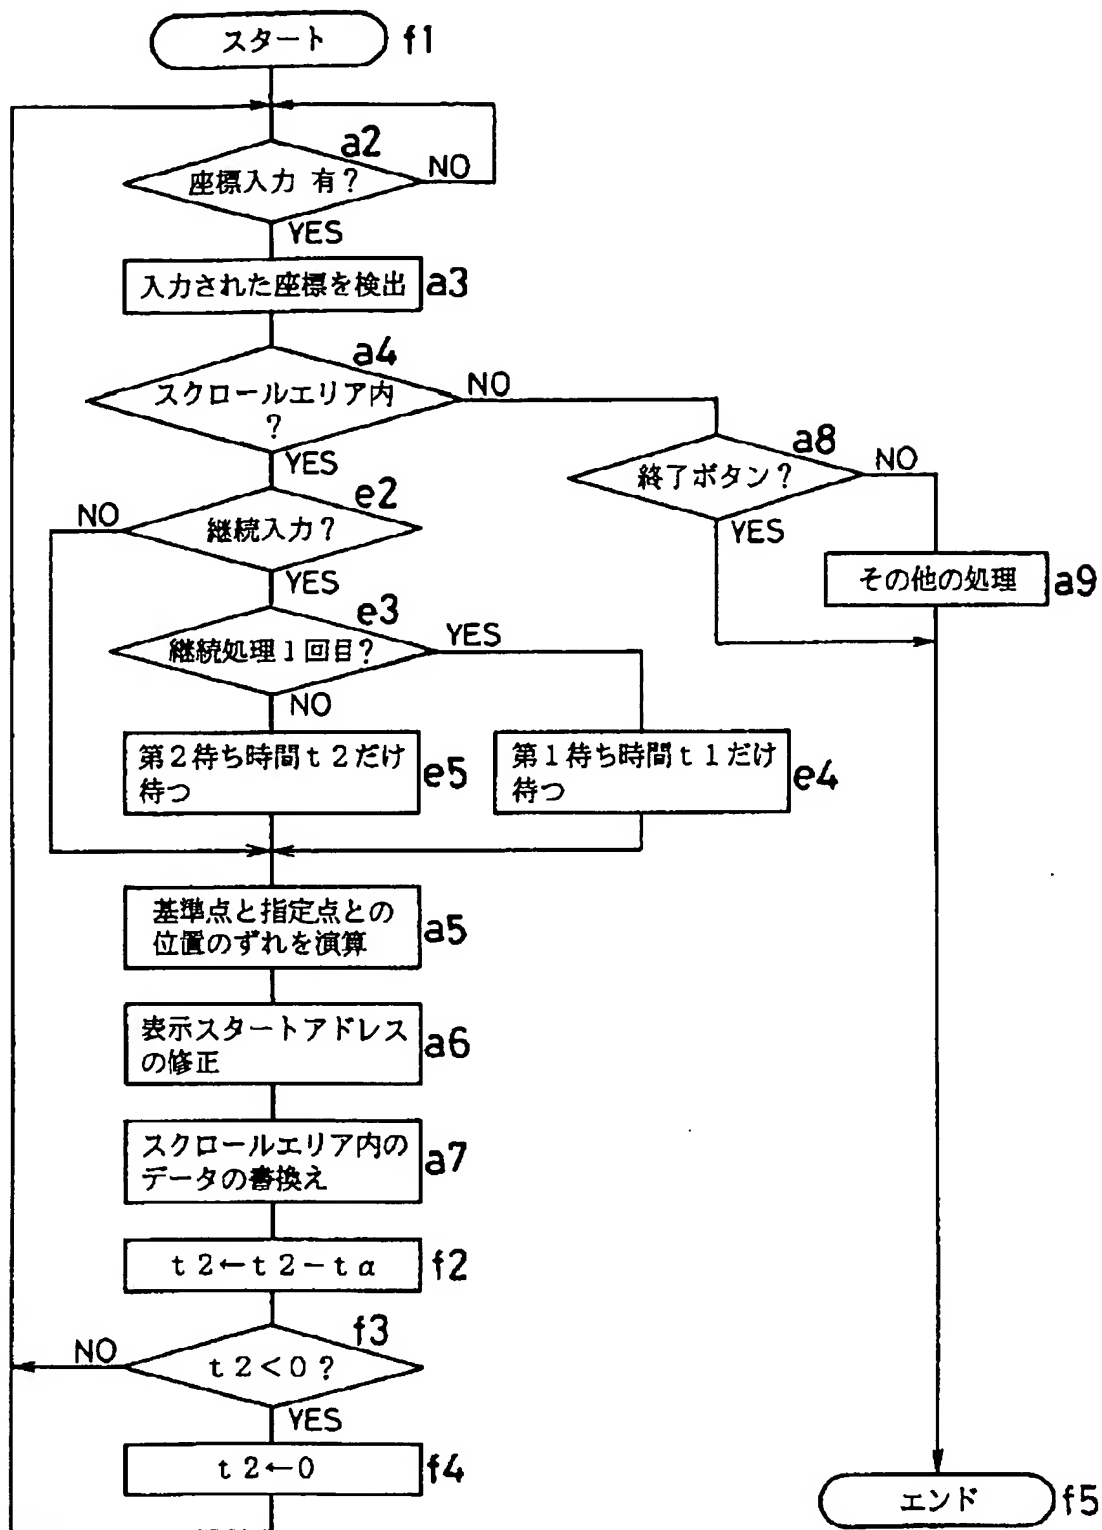 スタート f1
a2
座標入力 有? NO
YES
入力された座標を検出 a3
a4
スクロールエリア内
?
NO
YES
a8
終了ボタン? NO
YES
その他の処理 a9
e2
NO 継続入力?
YES
e3
継続処理1回目? YES
NO
第2待ち時間t2だけ
待つ
e5
第1待ち時間t1だけ
待つ
e4
基準点と指定点との
位置のずれを演算
a5
表示スタートアドレス
の修正
a6
スクロールエリア内の
データの書換え
a7
t2←t2-tα f2
f3
NO t2<0?
YES
t2←0 f4
エンド f5